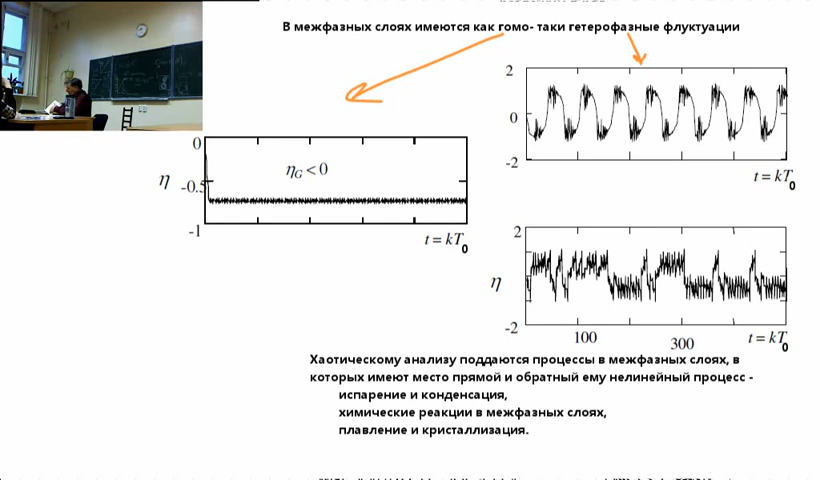 В межфазных слоях имеются как гомо- таки гетерофазные флуктуации
2
0
-2
t = kT0
0
η
-0.5
-1
ηG < 0
t = kT0
2
η
-2
100
300
t = kT0
Хаотическому анализу поддаются процессы в межфазных слоях, в
которых имеют место прямой и обратный ему нелинейный процесс -
испарение и конденсация,
химические реакции в межфазных слоях,
плавление и кристаллизация.